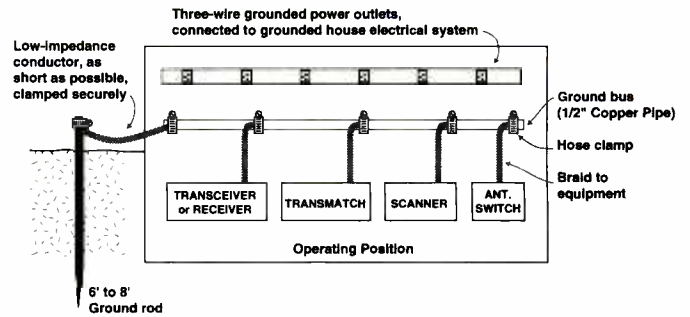 Three-wire grounded power outlets,
connected to grounded house electrical system
Low-impedance
conductor, as
short as possible,
clamped securely
Ground bus
(1/2" Copper Pipe)
Hose clamp
Braid to
equipment
TRANSCEIVER
or RECEIVER
TRANSMATCH
SCANNER
ANT.
SWITCH
Operating Position
6' to 8'
Ground rod